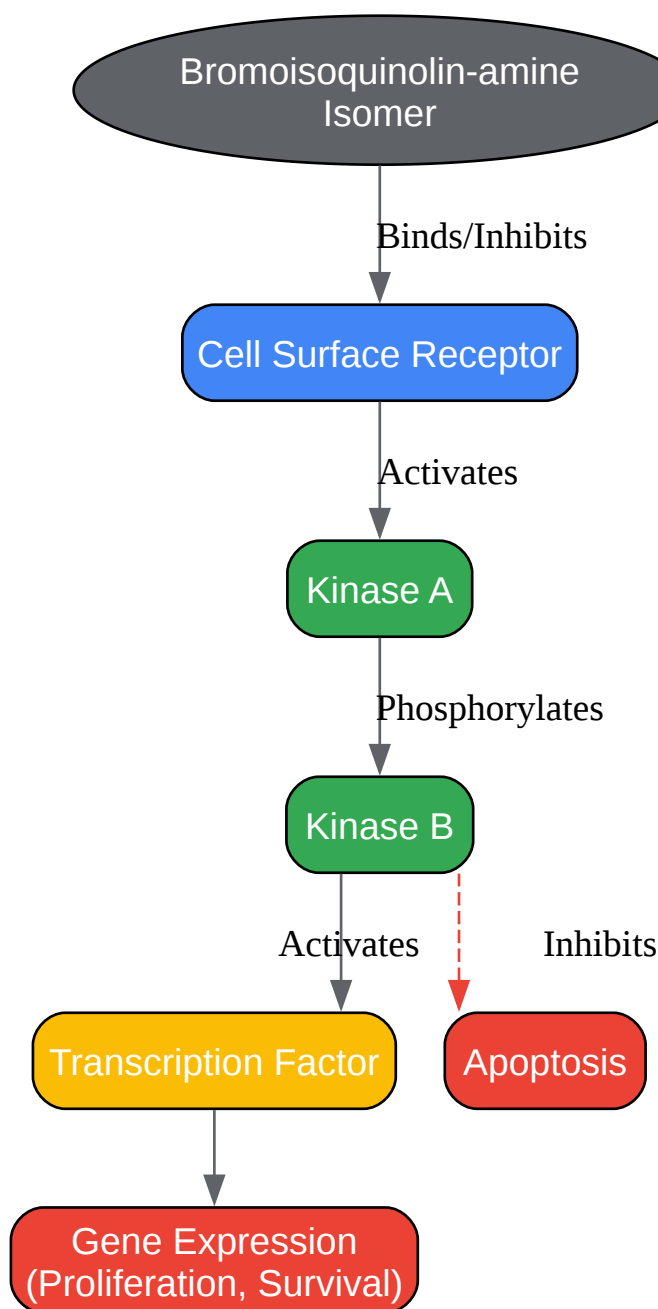 Bromoisoquinolin-amine
Isomer
Binds/Inhibits
Cell Surface Receptor
Activates
Kinase A
Phosphorylates
Kinase B
Activates
Inhibits
Transcription Factor
Apoptosis
Gene Expression
(Proliferation, Survival)